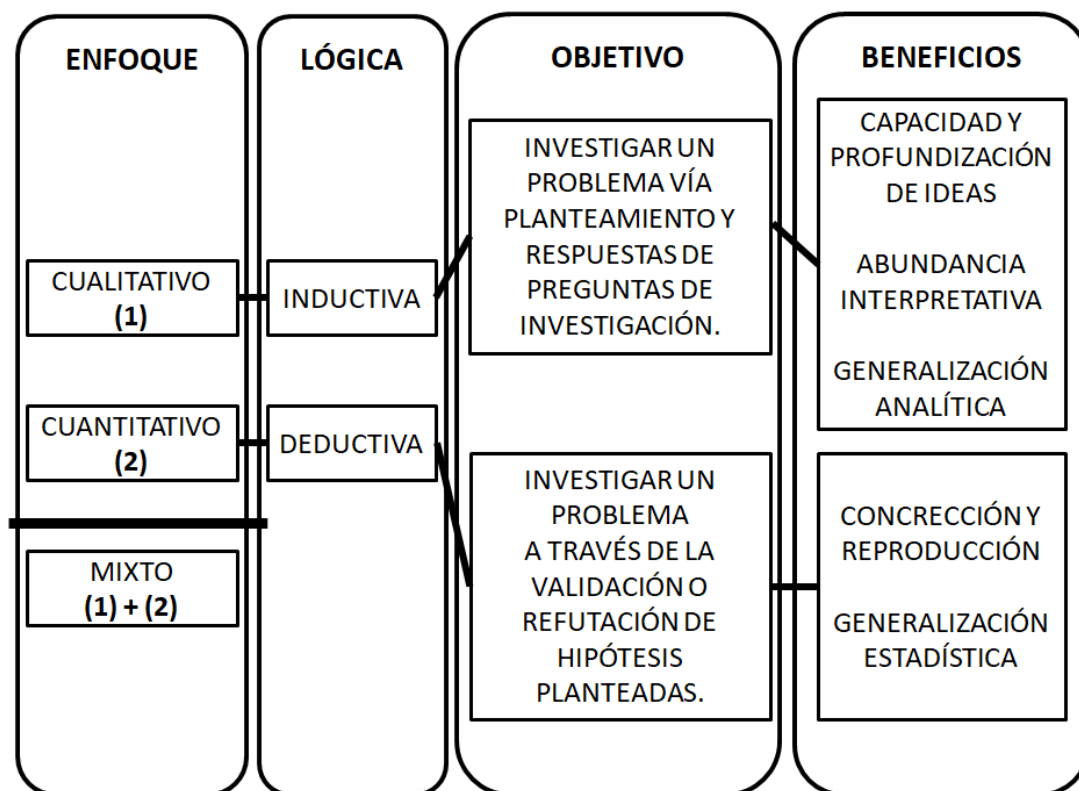 ENFOQUE
CUALITATIVO
(1)
CUANTITATIVO
(2)
MIXTO
(1) + (2)
LÓGICA
INDUCTIVA
DEDUCTIVA
OBJETIVO
INVESTIGAR UN
PROBLEMA VÍA
PLANTEAMIENTO Y
RESPUESTAS DE
PREGUNTAS DE
INVESTIGACIÓN.
INVESTIGAR UN
PROBLEMA
A TRAVÉS DE LA
VALIDACIÓN O
REFUTACIÓN DE
HIPÓTESIS
PLANTEADAS.
BENEFICIOS
CAPACIDAD Y
PROFUNDIZACIÓN
DE IDEAS
ABUNDANCIA
INTERPRETATIVA
GENERALIZACIÓN
ANALÍTICA
CONCRECCIÓN Y
REPRODUCCIÓN
GENERALIZACIÓN
ESTADÍSTICA